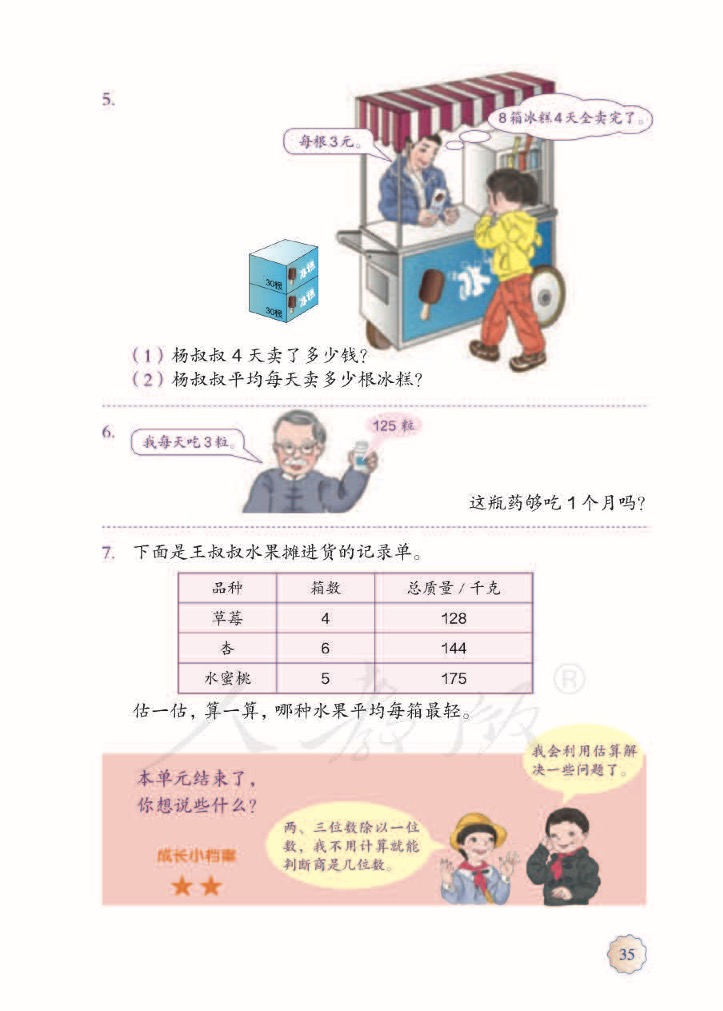 5.
8箱冰糕4天全卖完了。
每根3元。
30根 冰糕
30根 冰糕
冰
(1) 杨叔叔 4 天卖了多少钱?
(2) 杨叔叔平均每天卖多少根冰糕?
6.
125 粒
我每天吃3粒。
这瓶药够吃 1 个月吗?
7. 下面是王叔叔水果摊进货的记录单。
品种 箱数 总质量 / 千克
草莓 4 128
杏 6 144
水蜜桃 5 175
估一估,算一算,哪种水果平均每箱最轻。
人教版®
本单元结束了,
你想说些什么?
成长小档案
我会利用估算解
决一些问题了。
两、三位数除以一位
数,我不用计算就能
判断商是几位数。
35